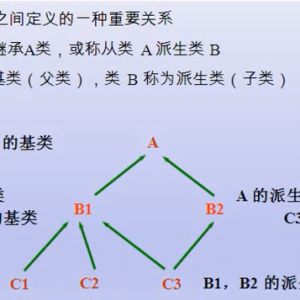 之间定义的一种重要关系
继承A类，或称从类 A 派生类 B
基类（父类），类 B 称为派生类（子类）
的基类
A
类
的基类
B1
B2
A 的派生
C3
C1
C2
C3
B1，B2 的派